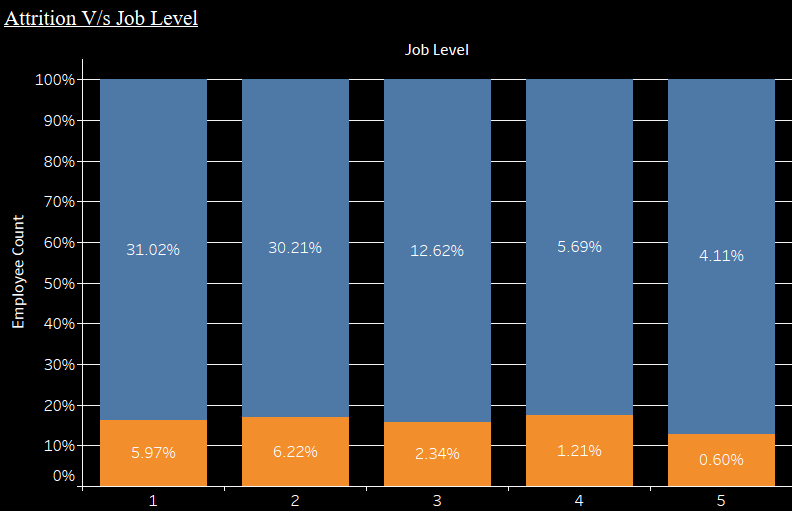 Attrition V/s Job Level
Job Level
Employee Count
100%
90%
80%
70%
60%
50%
40%
30%
20%
10%
0%
31.02% 30.21% 12.62% 5.69% 4.11%
5.97% 6.22% 2.34% 1.21% 0.60%
1 2 3 4 5